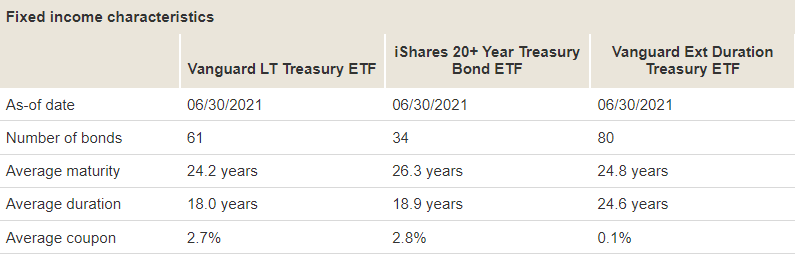 Fixed income characteristics
Vanguard LT Treasury ETF iShares 20+ Year Treasury Bond ETF Vanguard Ext Duration Treasury ETF
As-of date 06/30/2021 06/30/2021 06/30/2021
Number of bonds 61 34 80
Average maturity 24.2 years 26.3 years 24.8 years
Average duration 18.0 years 18.9 years 24.6 years
Average coupon 2.7% 2.8% 0.1%